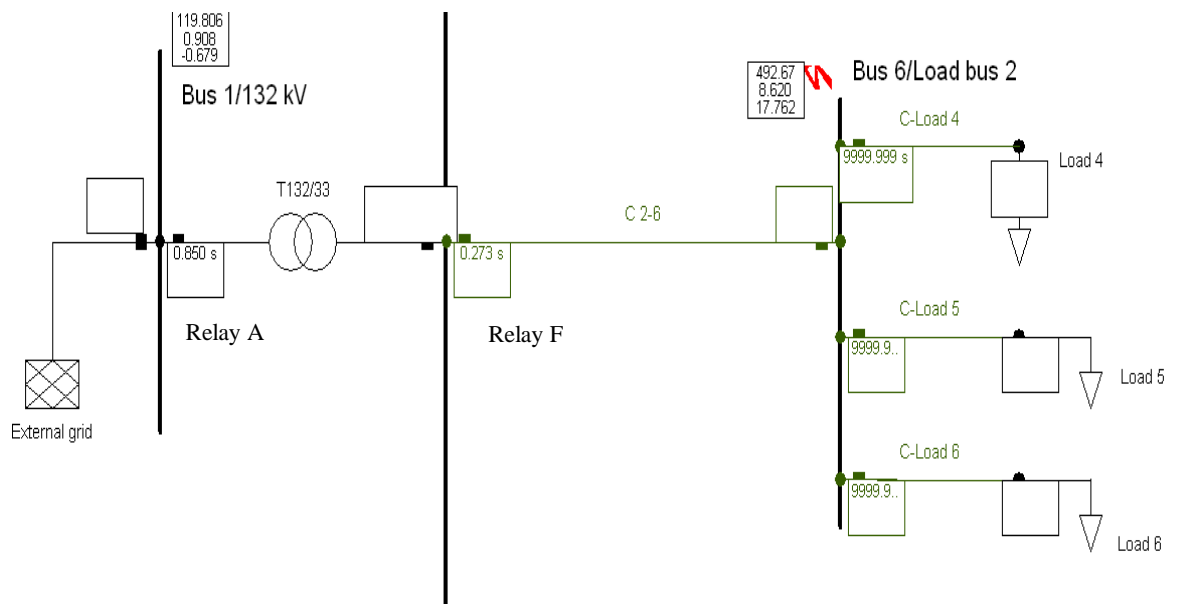 119.806
0.908
-0.679
Bus 1/132 kV
492.67
8.620
17.762
Bus 6/Load bus 2
C-Load 4
9999.999 s
Load 4
T132/33
C 2-6
0.850 s
0.273 s
Relay A
Relay F
C-Load 5
9999.9..
Load 5
External grid
C-Load 6
9999.9..
Load 6